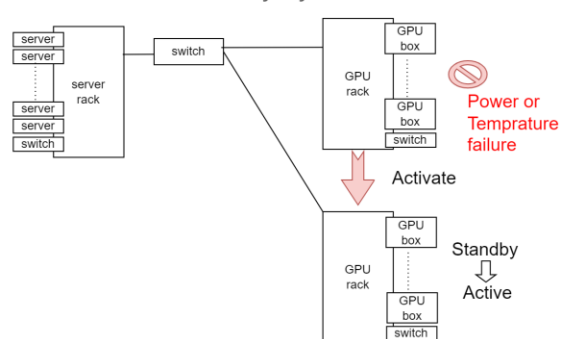 server
server
server
server
switch
server
rack
switch
GPU
rack
GPU
box
GPU
box
switch
Power or
Temprature
failure
Activate
GPU
rack
GPU
box
GPU
box
switch
Standby
Active